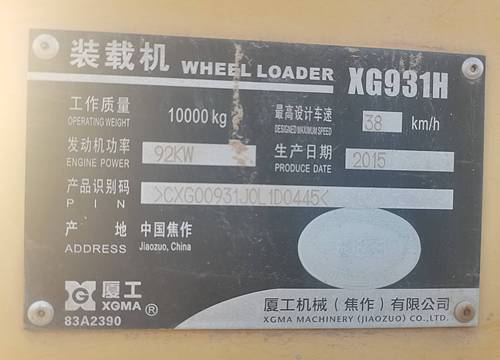 装载机 WHEEL LOADER XG931H
工作质量 10000 kg 最高设计车速 38 km/h
OPERATING WEIGHT DESIGNED MAXIMUM SPEED
发动机功率 92KW 生产日期 2015
ENGINE POWER PRODUCE DATE
产品识别码 >CXG00931J0L1D0445<
PIN
产地 中国焦作
ADDRESS Jiaozuo, China
厦工 XGMA ®
83A2390
厦工机械(焦作)有限公司
XGMA MACHINERY (JIAOZUO) CO., LTD.